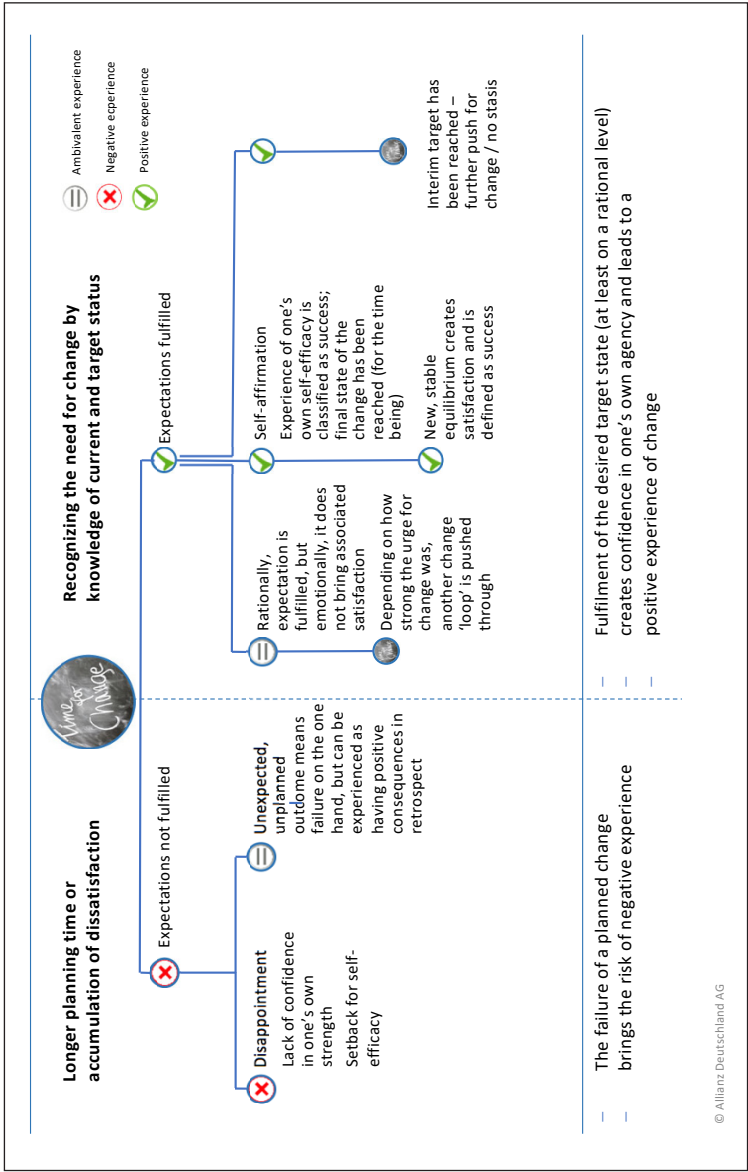 Longer planning time or
accumulation of dissatisfaction
Time
for
Change
Recognizing the need for change by
knowledge of current and target status
Ambivalent experience
Negative ecperience
Positive experience
Expectations not fulfilled
Expectations fulfilled
Disappointment
Lack of confidence
in one's own
strength
Setback for self-
efficacy
Unexpected,
unplanned
outdome means
failure on the one
hand, but can be
experienced as
having positive
consequences in
retrospect
Rationally,
expectation is
fulfilled, but
emotionally, it does
not bring associated
satisfaction
Depending on how
strong the urge for
change was,
another change
‘loop’ is pushed
through
Self-affirmation
Experience of one's
own self-efficacy is
classified as success;
final state of the
change has been
reached (for the time
being)
New, stable
equilibrium creates
satisfaction and is
defined as success
Interim target has
been reached –
further push for
change / no stasis
– The failure of a planned change
– brings the risk of negative experience
– Fulfilment of the desired target state (at least on a rational level)
– creates confidence in one's own agency and leads to a
– positive experience of change
© Allianz Deutschland AG